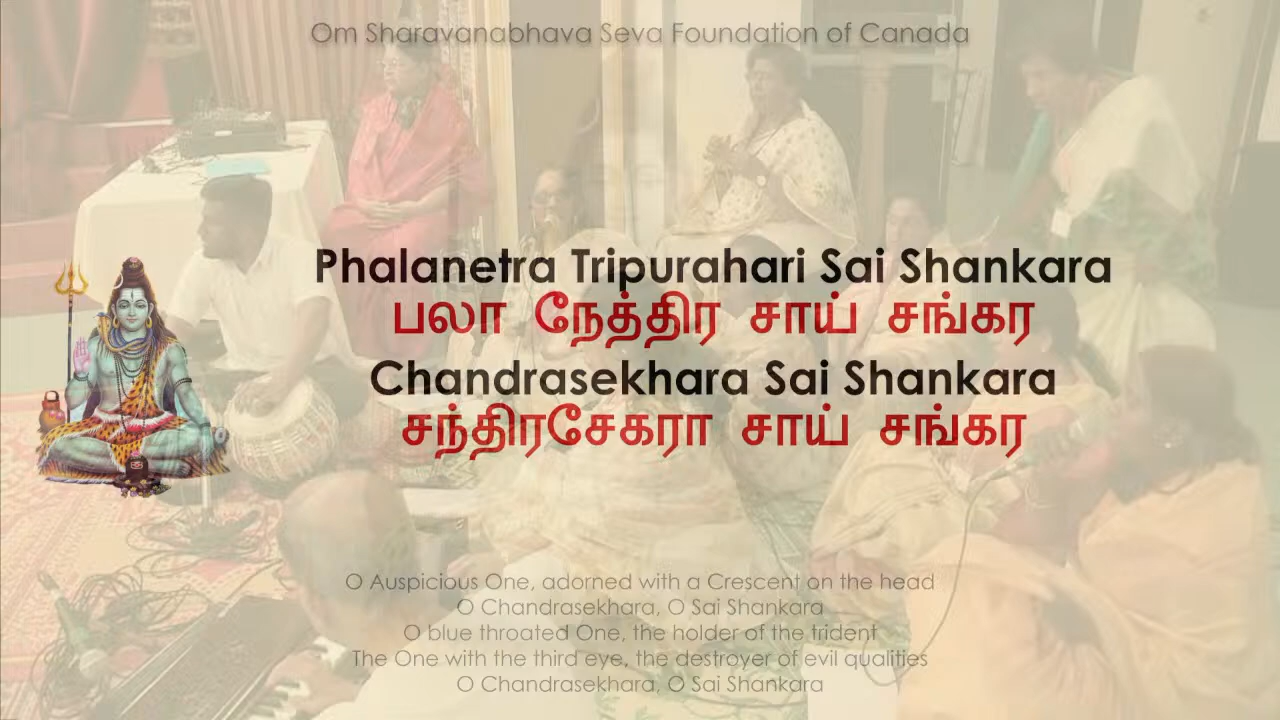 Om Sharavanabhava Seva Foundation of Canada
Phalanetra Tripurahari Sai Shankara
பலா நேத்திர சாய் சங்கர
Chandrasekhara Sai Shankara
சந்திரசேகரா சாய் சங்கர
O Auspicious One, adorned with a Crescent on the head
O Chandrasekhara, O Sai Shankara
O blue throated One, the holder of the trident
The One with the third eye, the destroyer of evil qualities
O Chandrasekhara, O Sai Shankara